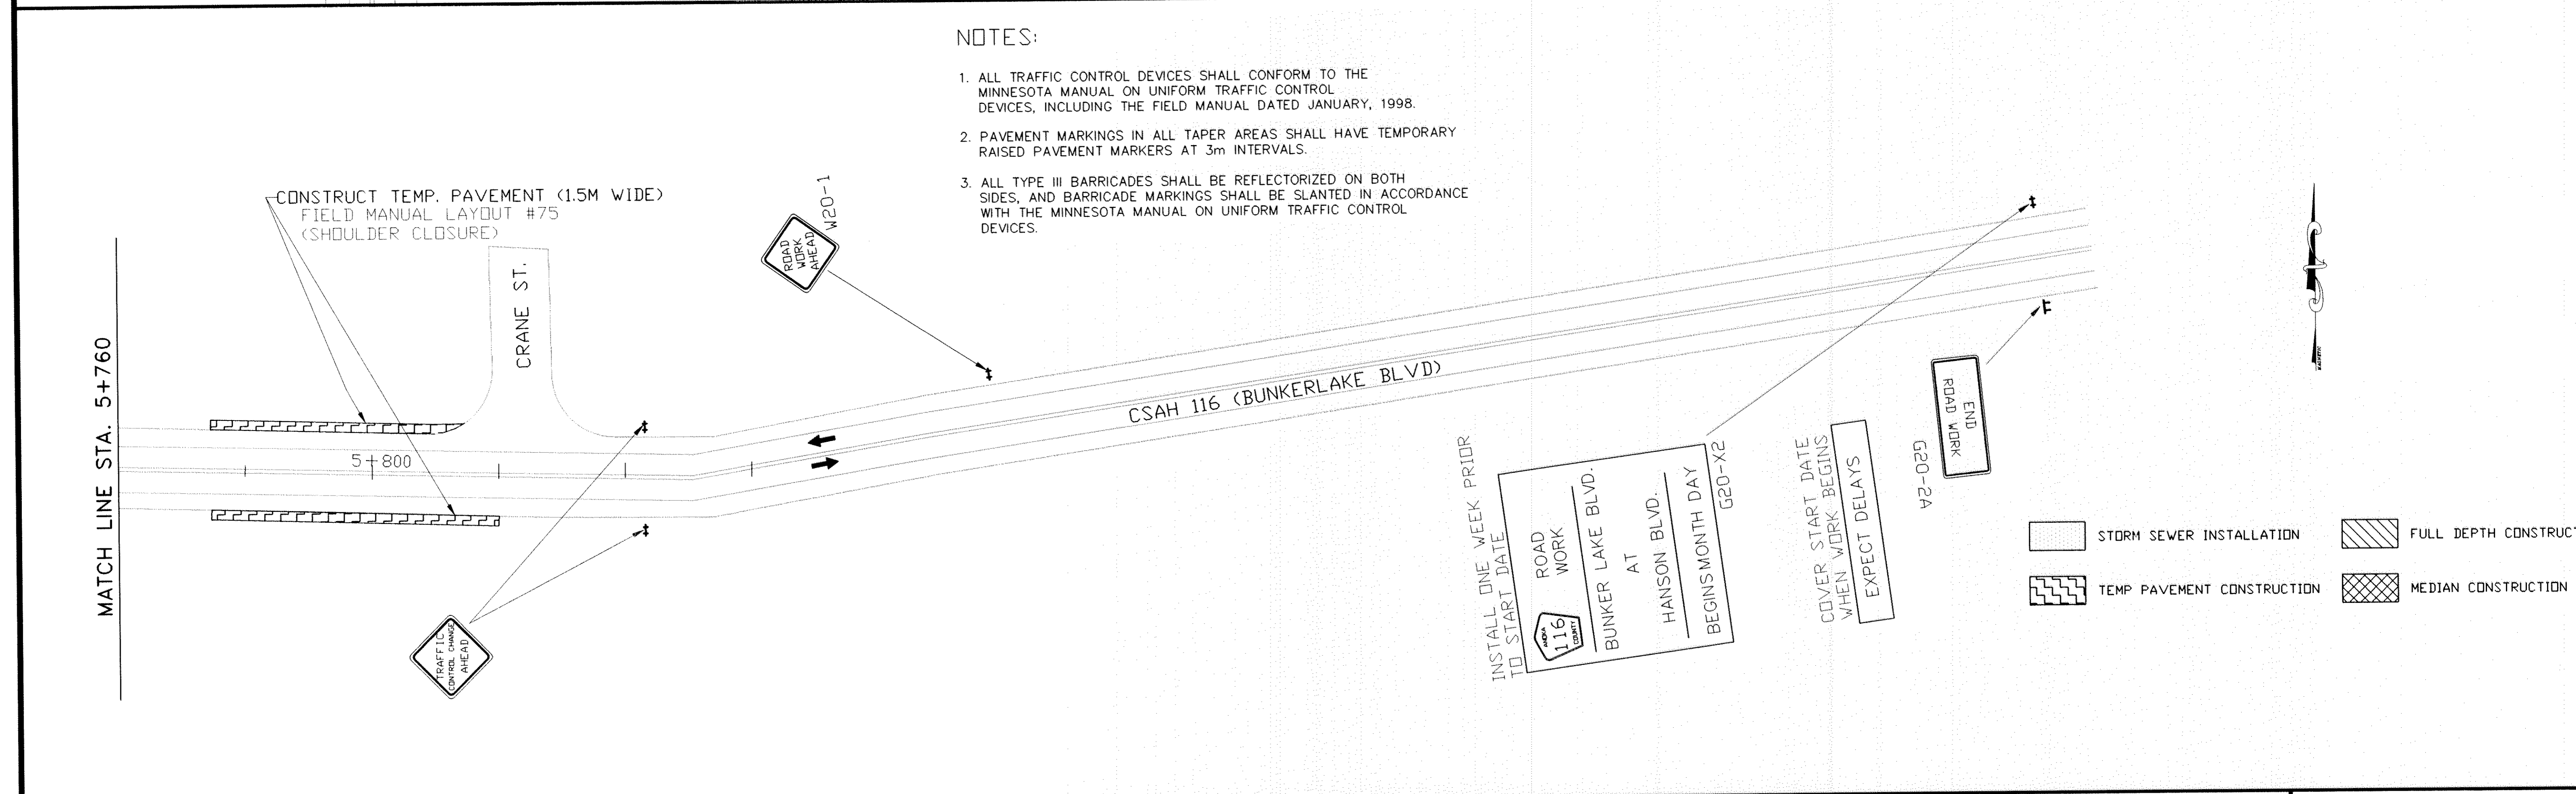 NOTES:
1. ALL TRAFFIC CONTROL DEVICES SHALL CONFORM TO THE
MINNESOTA MANUAL ON UNIFORM TRAFFIC CONTROL
DEVICES, INCLUDING THE FIELD MANUAL DATED JANUARY, 1998.
2. PAVEMENT MARKINGS IN ALL TAPER AREAS SHALL HAVE TEMPORARY
RAISED PAVEMENT MARKERS AT 3m INTERVALS.
3. ALL TYPE III BARRICADES SHALL BE REFLECTORIZED ON BOTH
SIDES, AND BARRICADE MARKINGS SHALL BE SLANTED IN ACCORDANCE
WITH THE MINNESOTA MANUAL ON UNIFORM TRAFFIC CONTROL
DEVICES.
CONSTRUCT TEMP. PAVEMENT (1.5M WIDE)
FIELD MANUAL LAYOUT #75
(SHOULDER CLOSURE)
CRANE ST.
MATCH LINE STA. 5+760
5+800
ROAD
WORK
AHEAD
W20-1
CSAH 116 (BUNKERLAKE BLVD)
TRAFFIC
CONTROL CHANGE
AHEAD
INSTALL ONE WEEK PRIOR
TO START DATE
ANOKA
116
COUNTY
ROAD
WORK
BUNKER LAKE BLVD.
AT
HANSON BLVD.
BEGINSMONTH DAY
G20-X2
COVER START DATE
WHEN WORK BEGINS
EXPECT DELAYS
G20-2A
END
ROAD WORK
STORM SEWER INSTALLATION
FULL DEPTH CONSTRUCT
TEMP PAVEMENT CONSTRUCTION
MEDIAN CONSTRUCTION